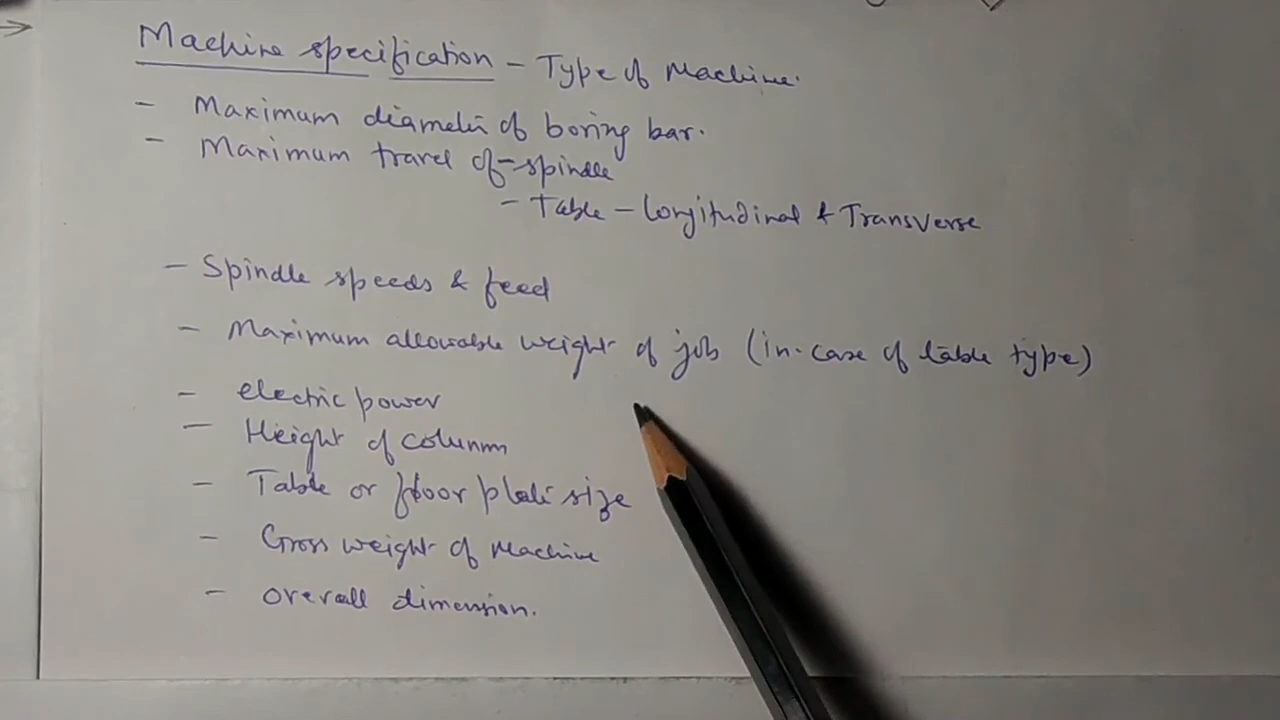 Machine specification - Type of Machine.
- Maximum diameter of boring bar.
- Maximum travel of - spindle
- Table - longitudinal & Transverse
- Spindle speeds & feed
- Maximum allowable weight of job (in-case of table type)
- electric power
- Height of column
- Table or floor plate size
- Gross weight of Machine
- overall dimension.